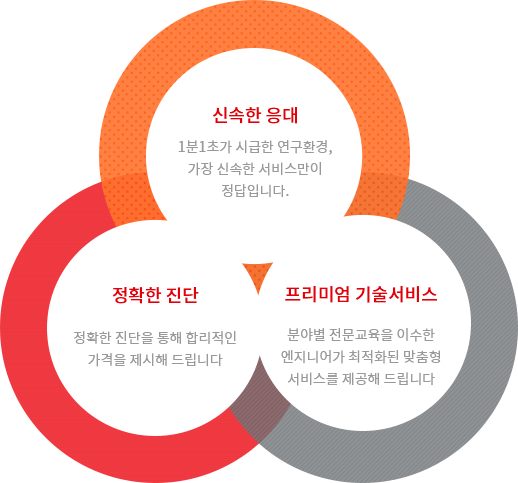 신속한 응대
1분1초가 시급한 연구환경,
가장 신속한 서비스만이
정답입니다.
정확한 진단
정확한 진단을 통해 합리적인
가격을 제시해 드립니다
프리미엄 기술서비스
분야별 전문교육을 이수한
엔지니어가 최적화된 맞춤형
서비스를 제공해 드립니다